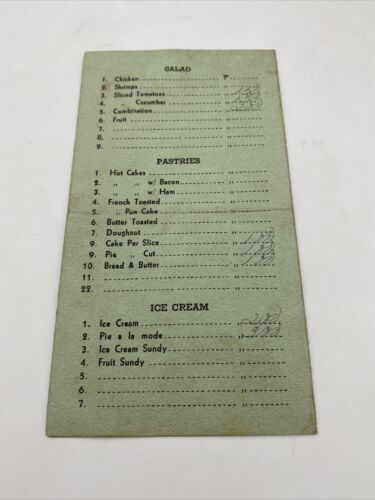 SALAD
1. Chicken ₱
2. Shrimps "
3. Sliced Tomatoes "
4. " Cucumber "
5. Combination "
6. Fruit "
7. "
8. "
9. "
PASTRIES
1. Hot Cakes "
2. " " w/ Bacon "
3. " " w/ Ham "
4. French Toasted "
5. " Pan Cake "
6. Butter Toasted "
7. Doughnut "
9. Cake Per Slice "
9. Pie " Cut "
10. Bread & Butter "
11. "
22. "
ICE CREAM
1. Ice Cream "
2. Pie a la mode "
3. Ice Cream Sundy "
4. Fruit Sundy "
5. "
6. "
7. "